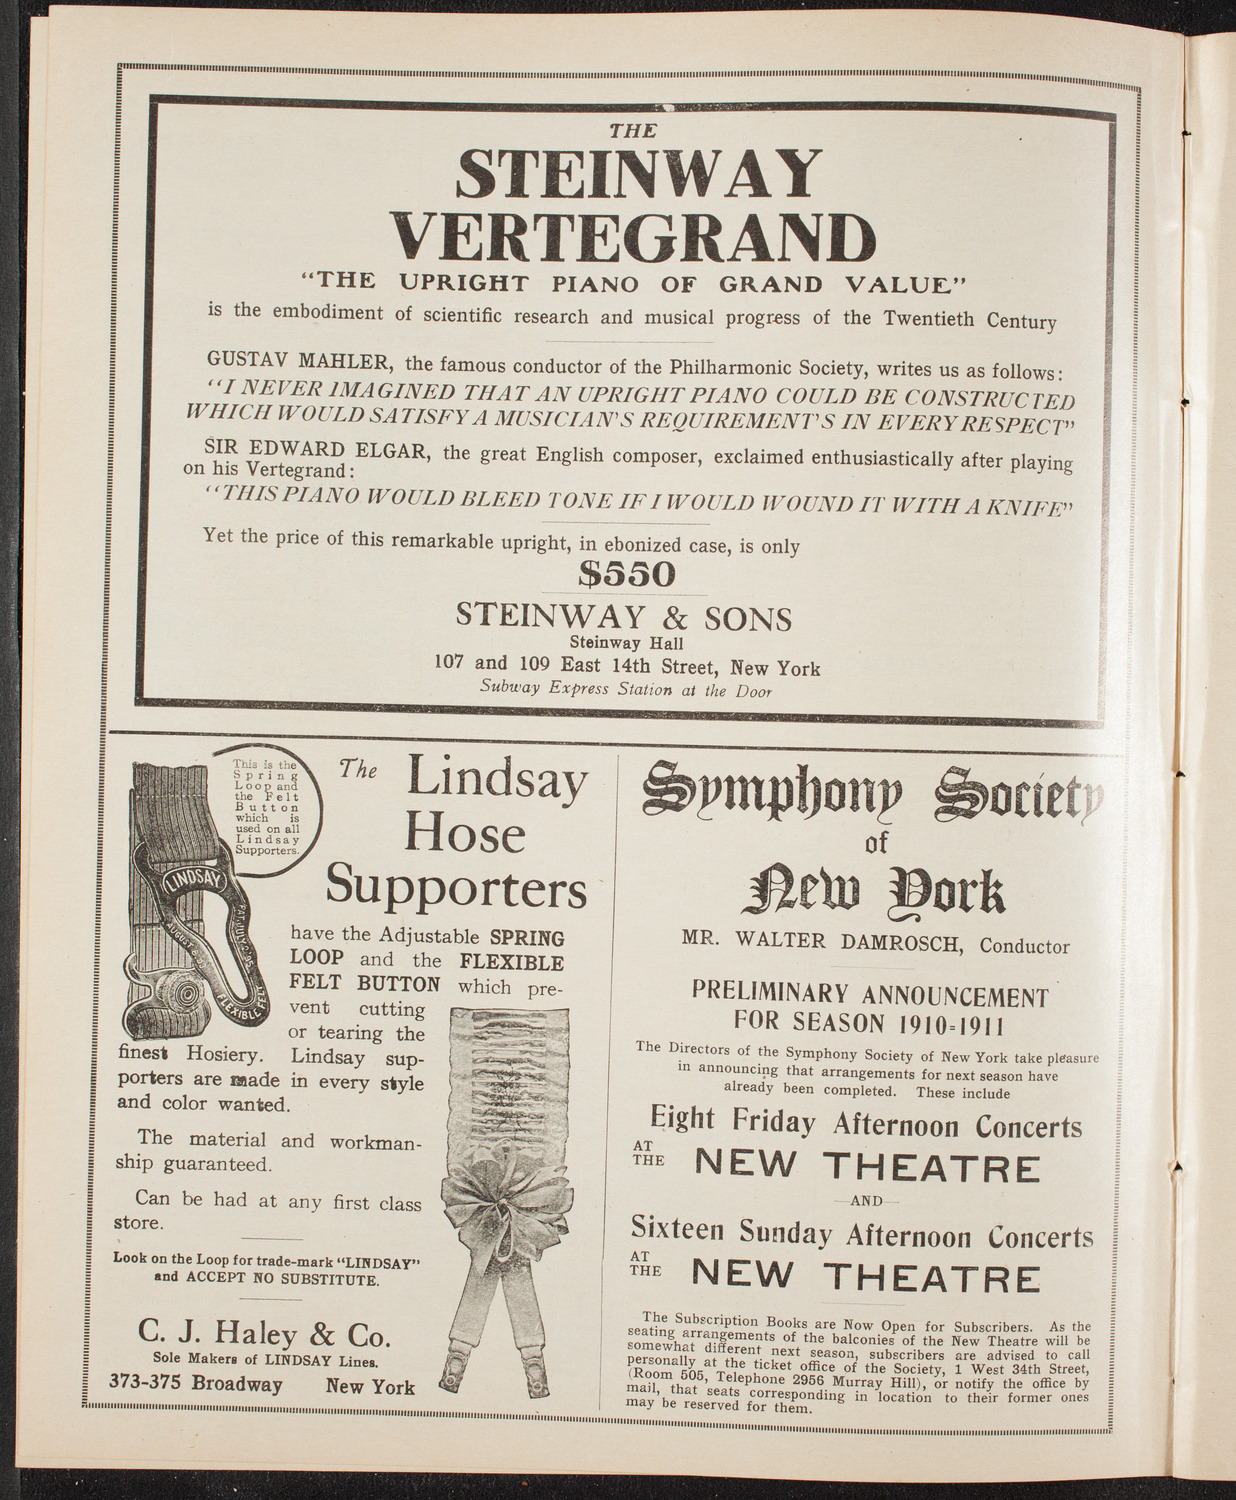 THE
STEINWAY
VERTEGRAND
“THE UPRIGHT PIANO OF GRAND VALUE”
is the embodiment of scientific research and musical progress of the Twentieth Century
GUSTAV MAHLER, the famous conductor of the Philharmonic Society, writes us as follows:
“I NEVER IMAGINED THAT AN UPRIGHT PIANO COULD BE CONSTRUCTED
WHICH WOULD SATISFY A MUSICIAN'S REQUIREMENT'S IN EVERY RESPECT”
SIR EDWARD ELGAR, the great English composer, exclaimed enthusiastically after playing
on his Vertegrand:
“THIS PIANO WOULD BLEED TONE IF I WOULD WOUND IT WITH A KNIFE”
Yet the price of this remarkable upright, in ebonized case, is only
$550
STEINWAY & SONS
Steinway Hall
107 and 109 East 14th Street, New York
Subway Express Station at the Door
This is the
Spring
Loop and
the Felt
Button
which is
used on all
Lindsay
Supporters.
LINDSAY
FLEXIBLE FELT
The Lindsay
Hose
Supporters
have the Adjustable SPRING
LOOP and the FLEXIBLE
FELT BUTTON which pre-
vent cutting
or tearing the
finest Hosiery. Lindsay sup-
porters are made in every style
and color wanted.
The material and workman-
ship guaranteed.
Can be had at any first class
store.
Look on the Loop for trade-mark “LINDSAY”
and ACCEPT NO SUBSTITUTE.
C. J. Haley & Co.
Sole Makers of LINDSAY Lines.
373-375 Broadway New York
Symphony Society
of
New York
MR. WALTER DAMROSCH, Conductor
PRELIMINARY ANNOUNCEMENT
FOR SEASON 1910=1911
The Directors of the Symphony Society of New York take pleasure
in announcing that arrangements for next season have
already been completed. These include
Eight Friday Afternoon Concerts
AT
THE NEW THEATRE
AND
Sixteen Sunday Afternoon Concerts
AT
THE NEW THEATRE
The Subscription Books are Now Open for Subscribers. As the
seating arrangements of the balconies of the New Theatre will be
somewhat different next season, subscribers are advised to call
personally at the ticket office of the Society, 1 West 34th Street,
(Room 505, Telephone 2956 Murray Hill), or notify the office by
mail, that seats corresponding in location to their former ones
may be reserved for them.